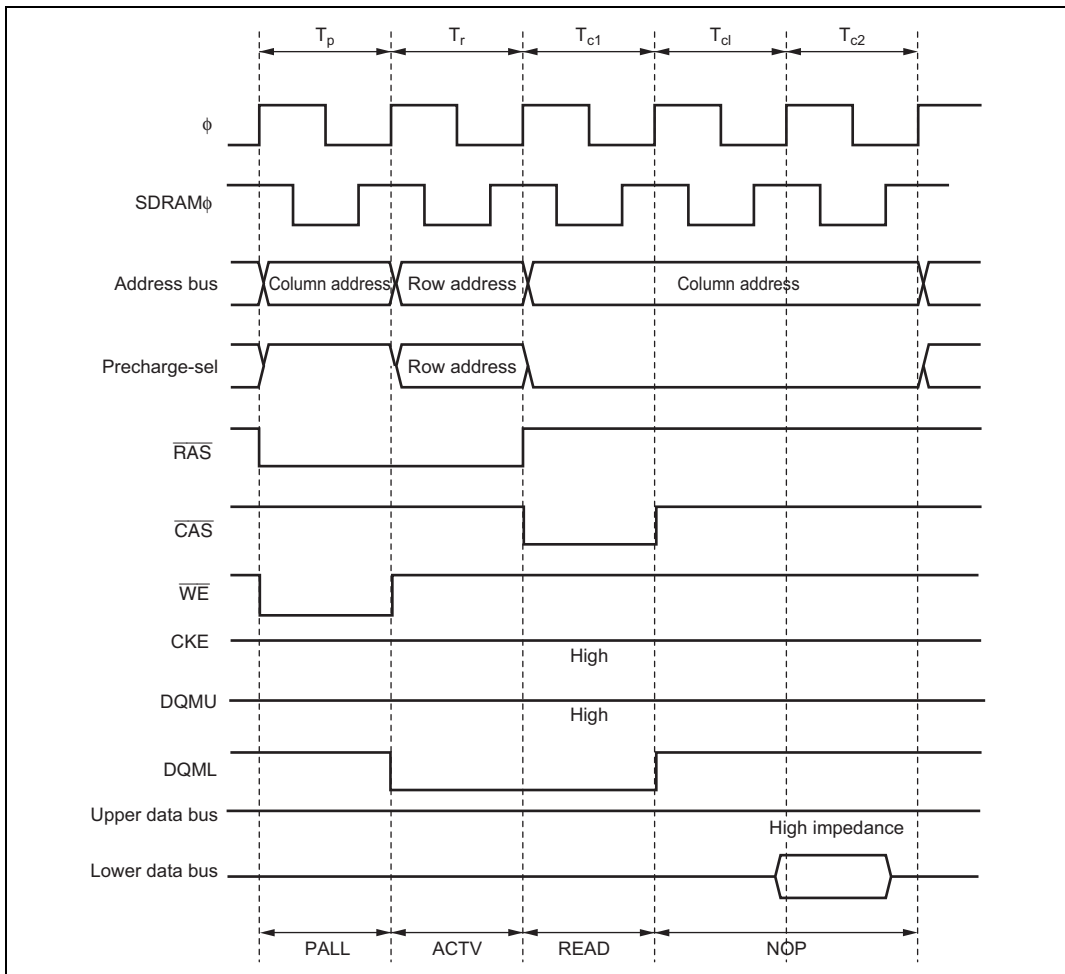 Tp Tr Tc1 Tcl Tc2
ϕ
SDRAMϕ
Address bus Column address Row address Column address
Precharge-sel Row address
RAS
CAS
WE
CKE
High
DQMU
High
DQML
Upper data bus
High impedance
Lower data bus
PALL ACTV READ NOP